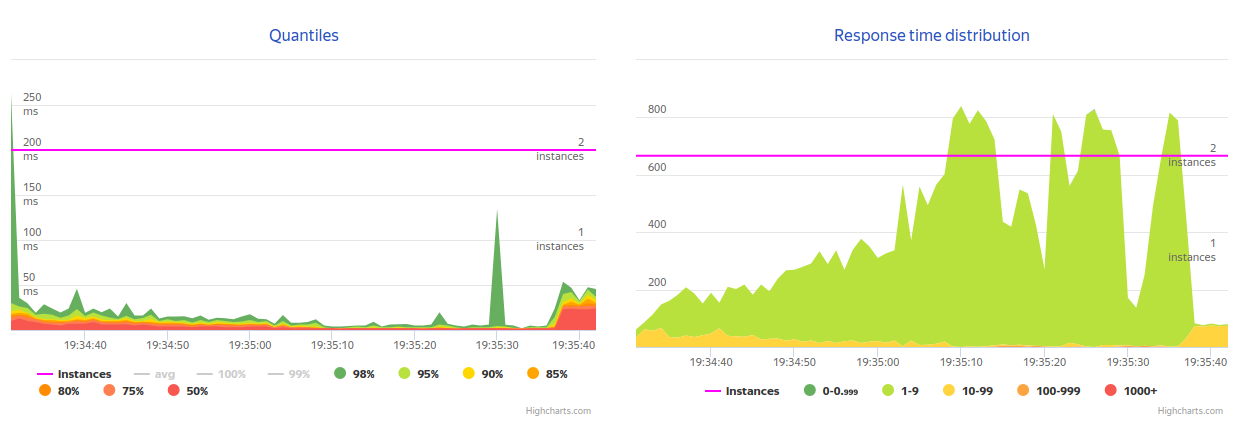 Quantiles
250
ms
200
ms
150
ms
100
ms
50
ms
2
instances
1
instances
19:34:40
19:34:50
19:35:00
19:35:10
19:35:20
19:35:30
19:35:40
Instances
avg
100%
99%
98%
95%
90%
85%
80%
75%
50%
Highcharts.com
Response time distribution
800
600
400
200
2
instances
1
instances
19:34:40
19:34:50
19:35:00
19:35:10
19:35:20
19:35:30
19:35:40
Instances
0-0.999
1-9
10-99
100-999
1000+
Highcharts.com